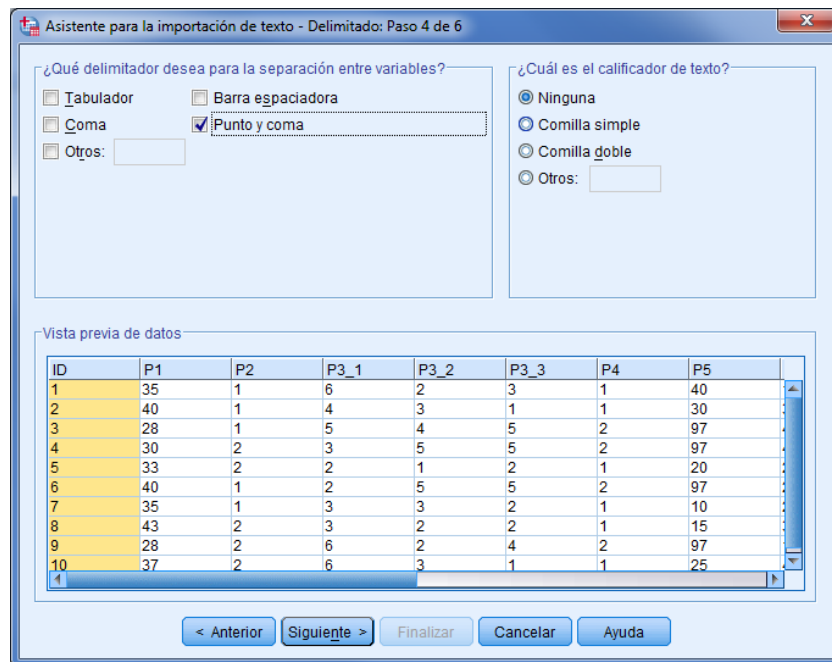 Asistente para la importación de texto - Delimitado: Paso 4 de 6
¿Qué delimitador desea para la separación entre variables?
Tabulador
Barra espaciadora
Coma
Punto y coma
Otros:
¿Cuál es el calificador de texto?
Ninguna
Comilla simple
Comilla doble
Otros:
Vista previa de datos
ID P1 P2 P3_1 P3_2 P3_3 P4 P5
1 35 1 6 2 3 1 40
2 40 1 4 3 1 1 30
3 28 1 5 4 5 2 97
4 30 2 3 5 5 2 97
5 33 2 2 1 2 1 20
6 40 1 2 5 5 2 97
7 35 1 3 3 2 1 10
8 43 2 3 2 2 1 15
9 28 2 6 2 4 2 97
10 37 2 6 3 1 1 25
< Anterior Siguiente > Finalizar Cancelar Ayuda